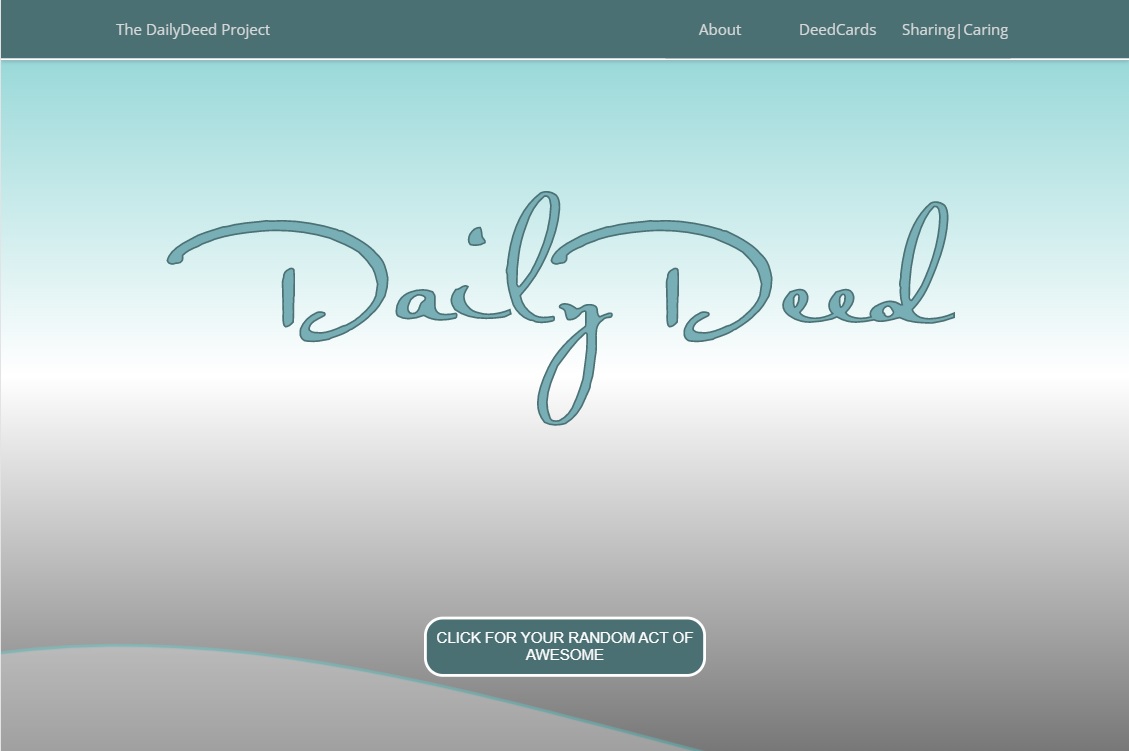 The DailyDeed Project About DeedCards Sharing|Caring
Daily Deed
CLICK FOR YOUR RANDOM ACT OF
AWESOME